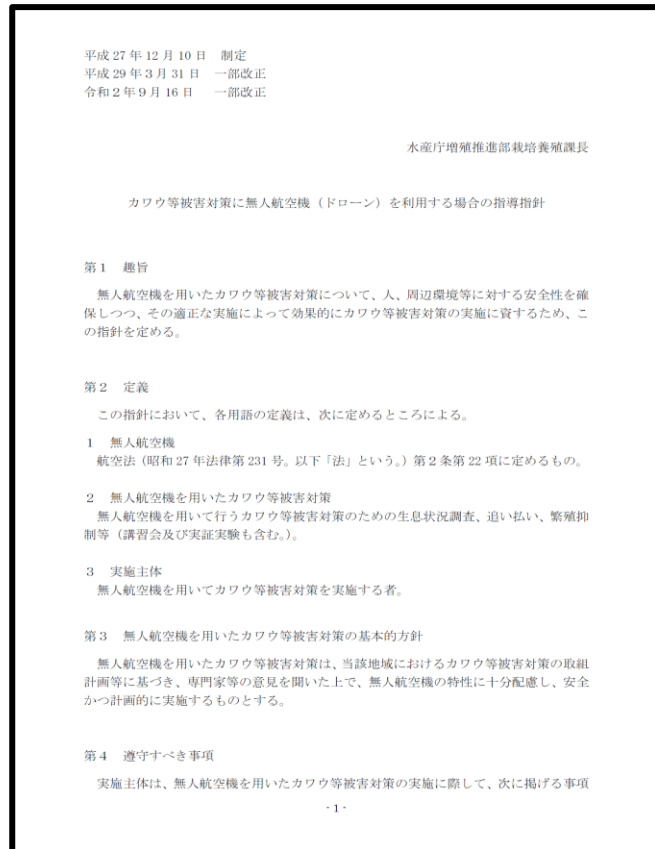 平成 27 年 12 月 10 日　制定
平成 29 年 3 月 31 日　一部改正
令和 2 年 9 月 16 日　一部改正
水産庁増殖推進部栽培養殖課長
カワウ等被害対策に無人航空機（ドローン）を利用する場合の指導指針
第１　趣旨
無人航空機を用いたカワウ等被害対策について、人、周辺環境等に対する安全性を確
保しつつ、その適正な実施によって効果的にカワウ等被害対策の実施に資するため、こ
の指針を定める。
第２　定義
この指針において、各用語の定義は、次に定めるところによる。
１　無人航空機
航空法（昭和 27 年法律第 231 号。以下「法」という。）第２条第 22 項に定めるもの。
２　無人航空機を用いたカワウ等被害対策
無人航空機を用いて行うカワウ等被害対策のための生息状況調査、追い払い、繁殖抑
制等（講習会及び実証実験も含む。）。
３　実施主体
無人航空機を用いてカワウ等被害対策を実施する者。
第３　無人航空機を用いたカワウ等被害対策の基本的方針
無人航空機を用いたカワウ等被害対策は、当該地域におけるカワウ等被害対策の取組
計画等に基づき、専門家等の意見を聞いた上で、無人航空機の特性に十分配慮し、安全
かつ計画的に実施するものとする。
第４　遵守すべき事項
実施主体は、無人航空機を用いたカワウ等被害対策の実施に際して、次に掲げる事項
- 1 -